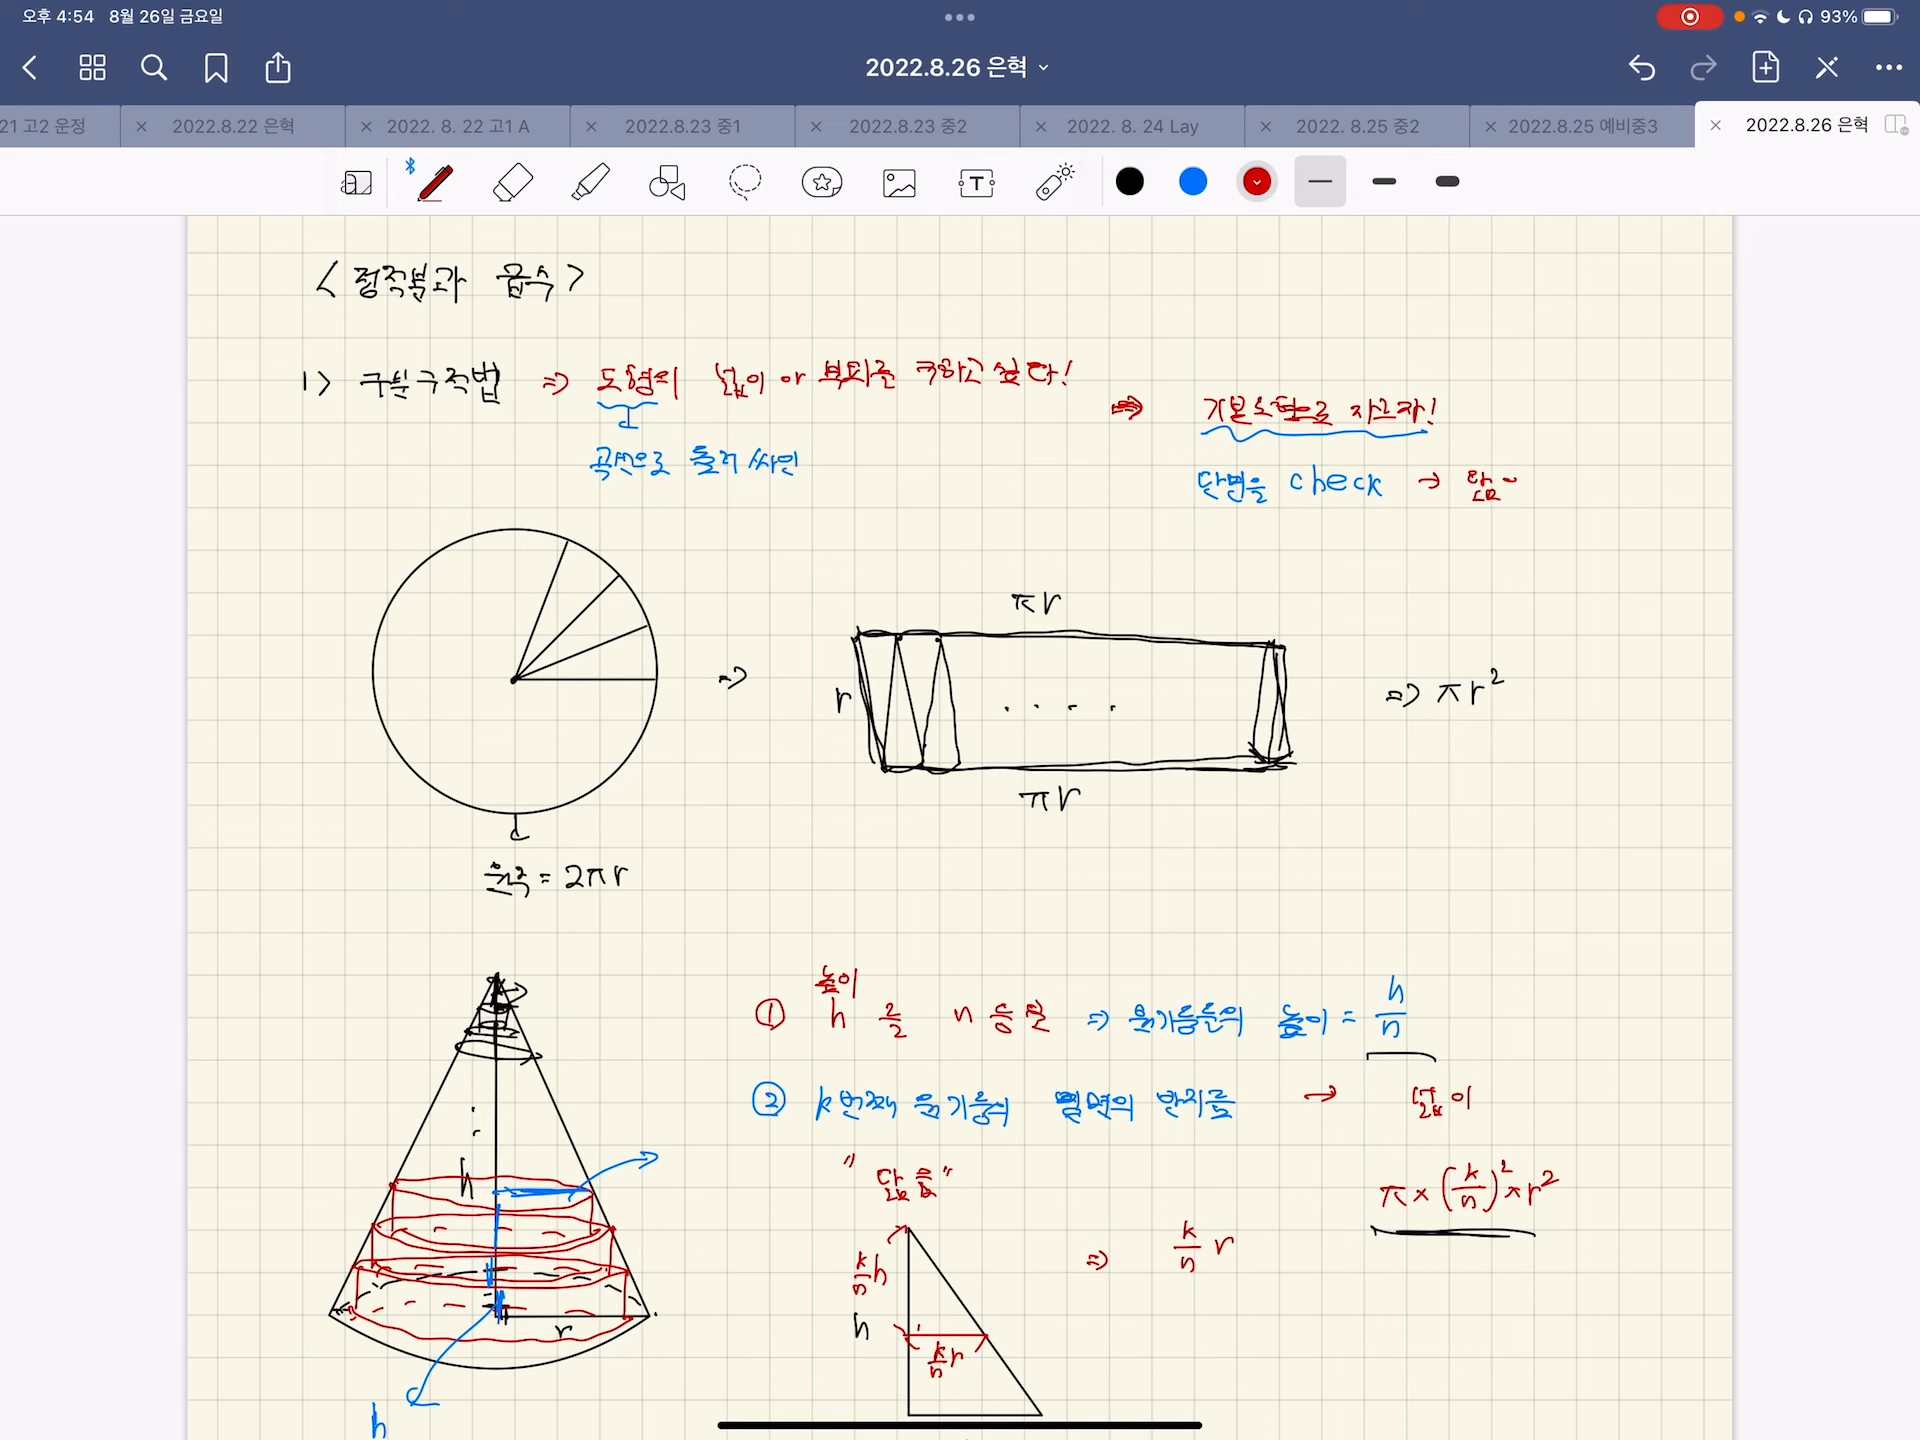 오후 4:54 8월 26일 금요일
93%
2022.8.26 은혁
21 고2 운정
2022.8.22 은혁
2022. 8. 22 고1 A
2022.8.23 중1
2022.8.23 중2
2022. 8. 24 Lay
2022. 8.25 중2
2022.8.25 예비중3
2022.8.26 은혁
< 정적분과 급수 >
1> 구분구적법 => 도형의 넓이 or 부피를 구하고 싶다!
=> 기본도형으로 자르자!
곡선으로 둘러싸인
단면을 check → 닮음
πr
r
=>
=> πr²
πr
원주 = 2πr
① 높이 h 를 n 등분 => 원기둥들의 높이 = h/n
② k번째 원기둥의 밑면의 반지름 → 넓이
h
"닮음"
π × (k/n)² × r²
k/n h
=> k/n r
h
k/n r
r
h